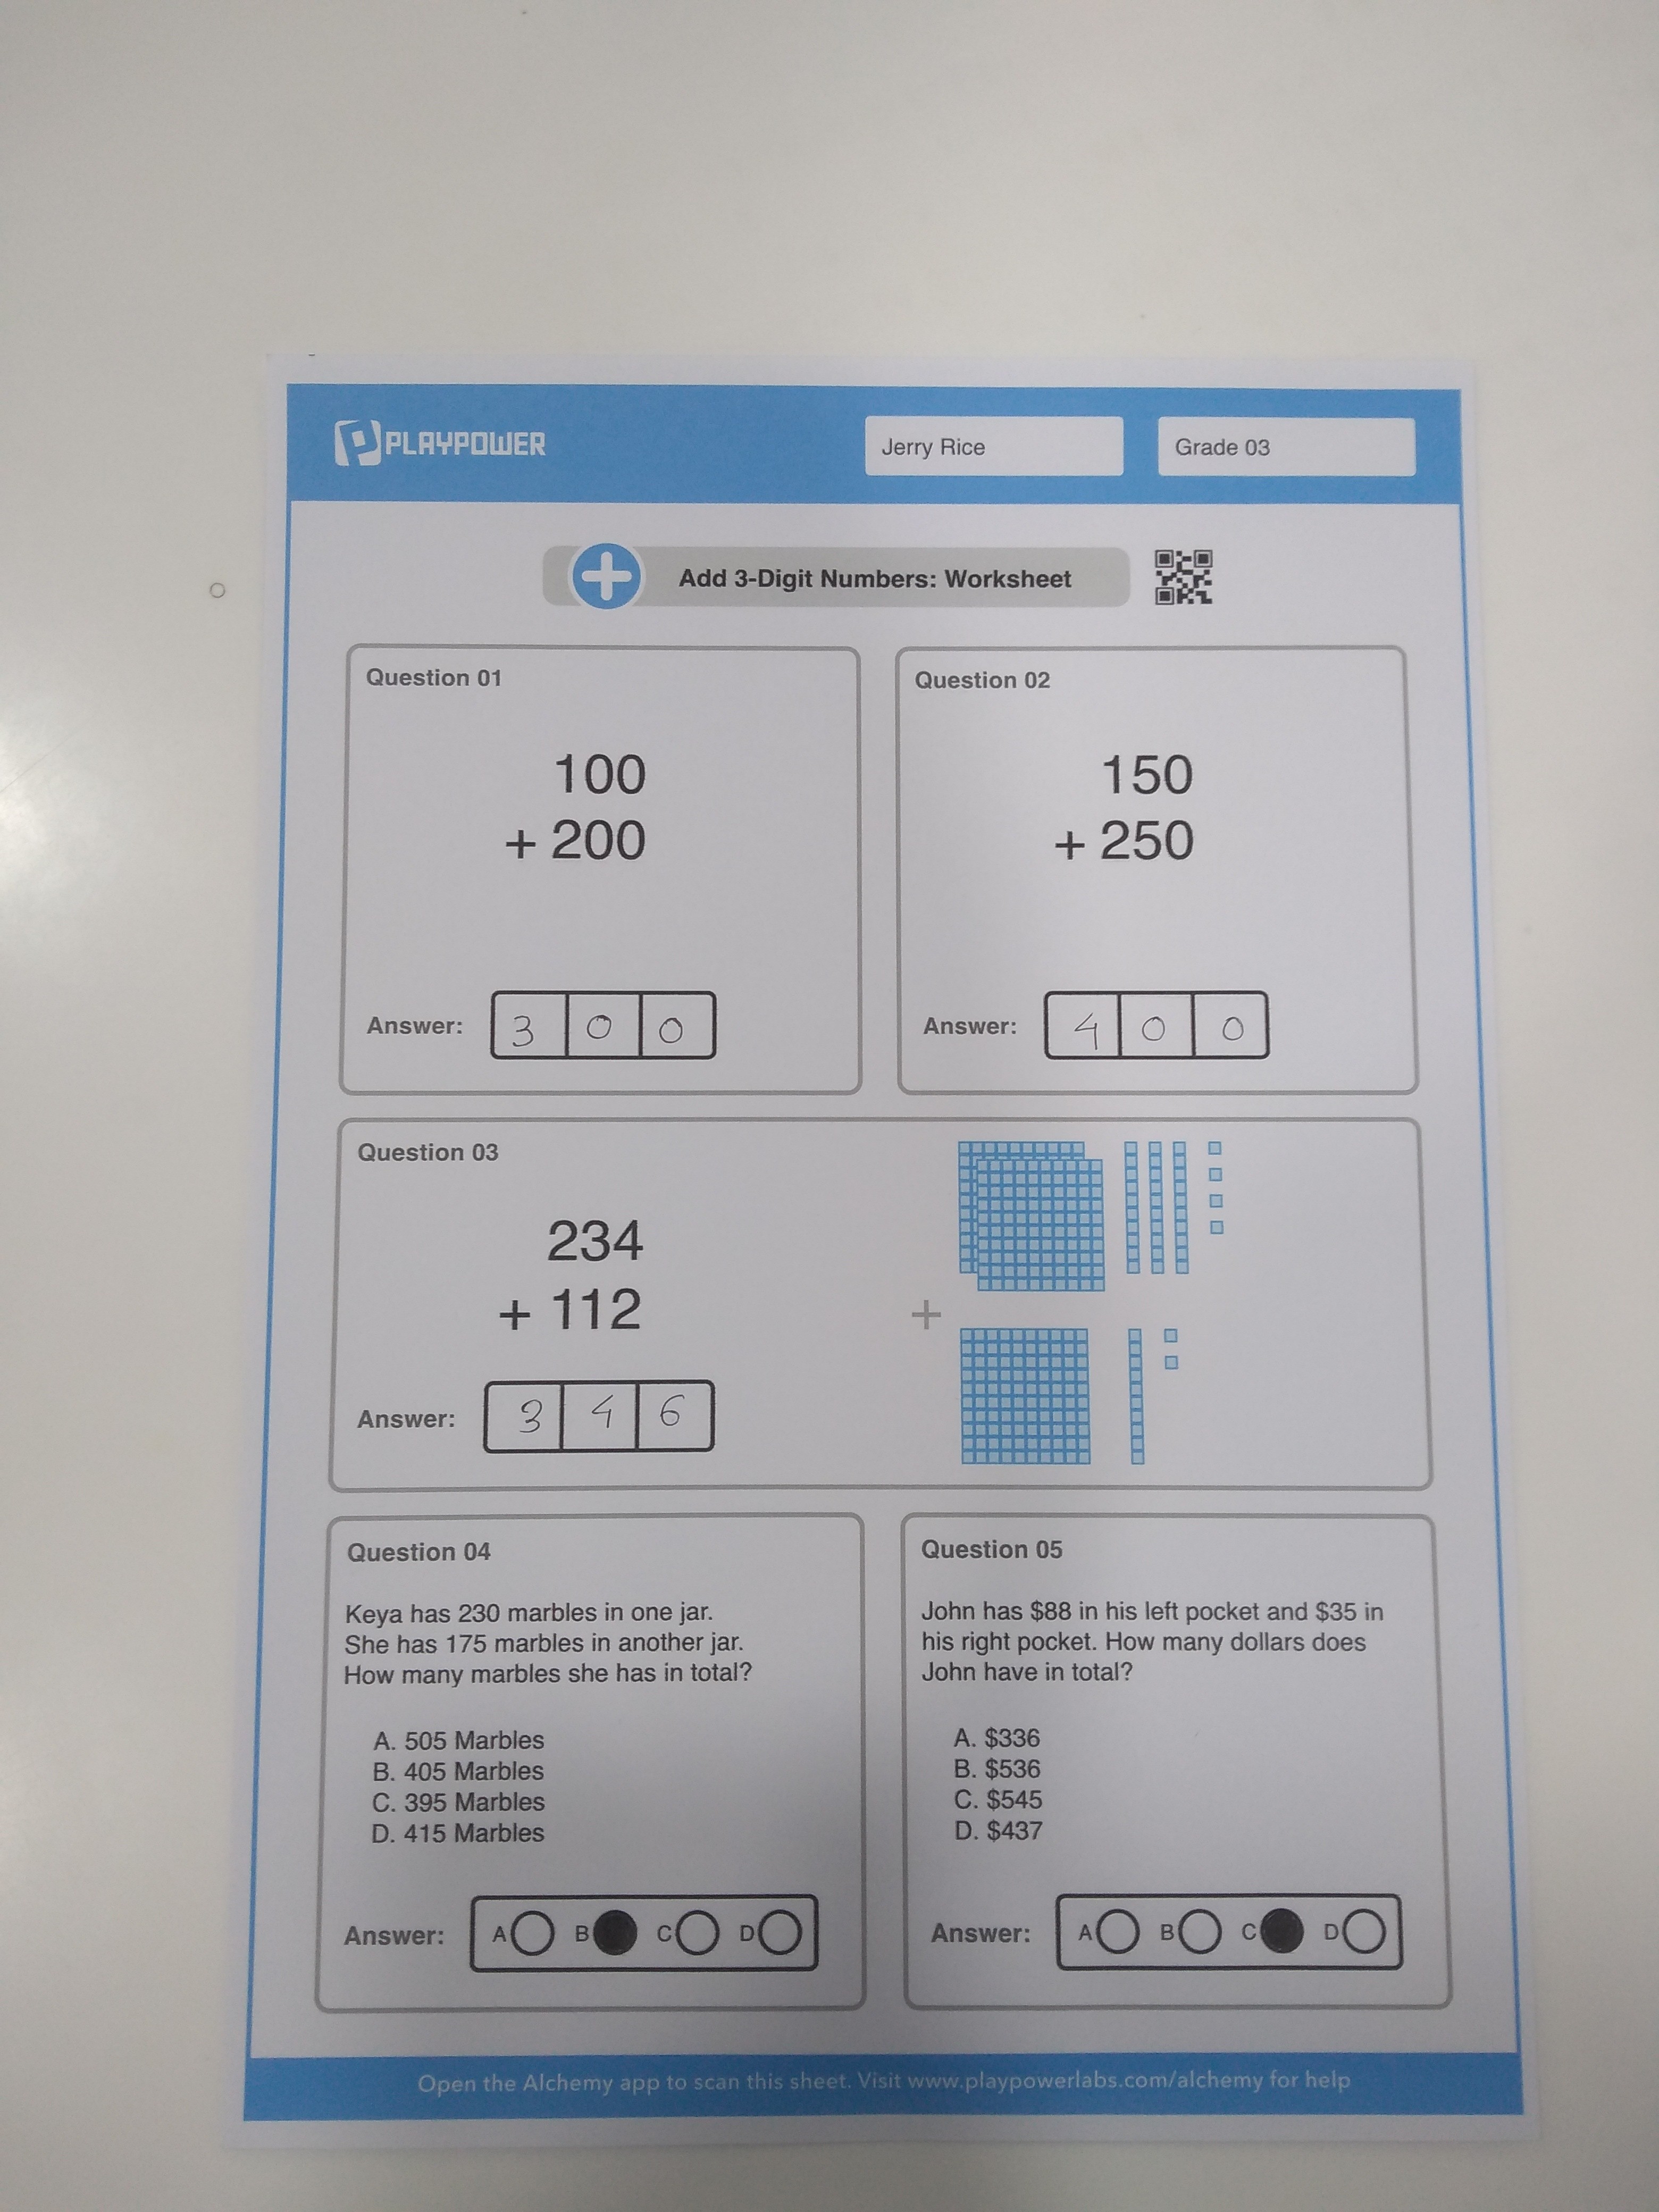 PLAYPOWER
Jerry Rice
Grade 03
Add 3-Digit Numbers: Worksheet
Question 01
100
+ 200
Answer: 3 0 0
Question 02
150
+ 250
Answer: 4 0 0
Question 03
234
+ 112
+
Answer: 3 4 6
Question 04
Keya has 230 marbles in one jar.
She has 175 marbles in another jar.
How many marbles she has in total?
A. 505 Marbles
B. 405 Marbles
C. 395 Marbles
D. 415 Marbles
Answer: A B C D
Question 05
John has $88 in his left pocket and $35 in
his right pocket. How many dollars does
John have in total?
A. $336
B. $536
C. $545
D. $437
Answer: A B C D
Open the Alchemy app to scan this sheet. Visit www.playpowerlabs.com/alchemy for help